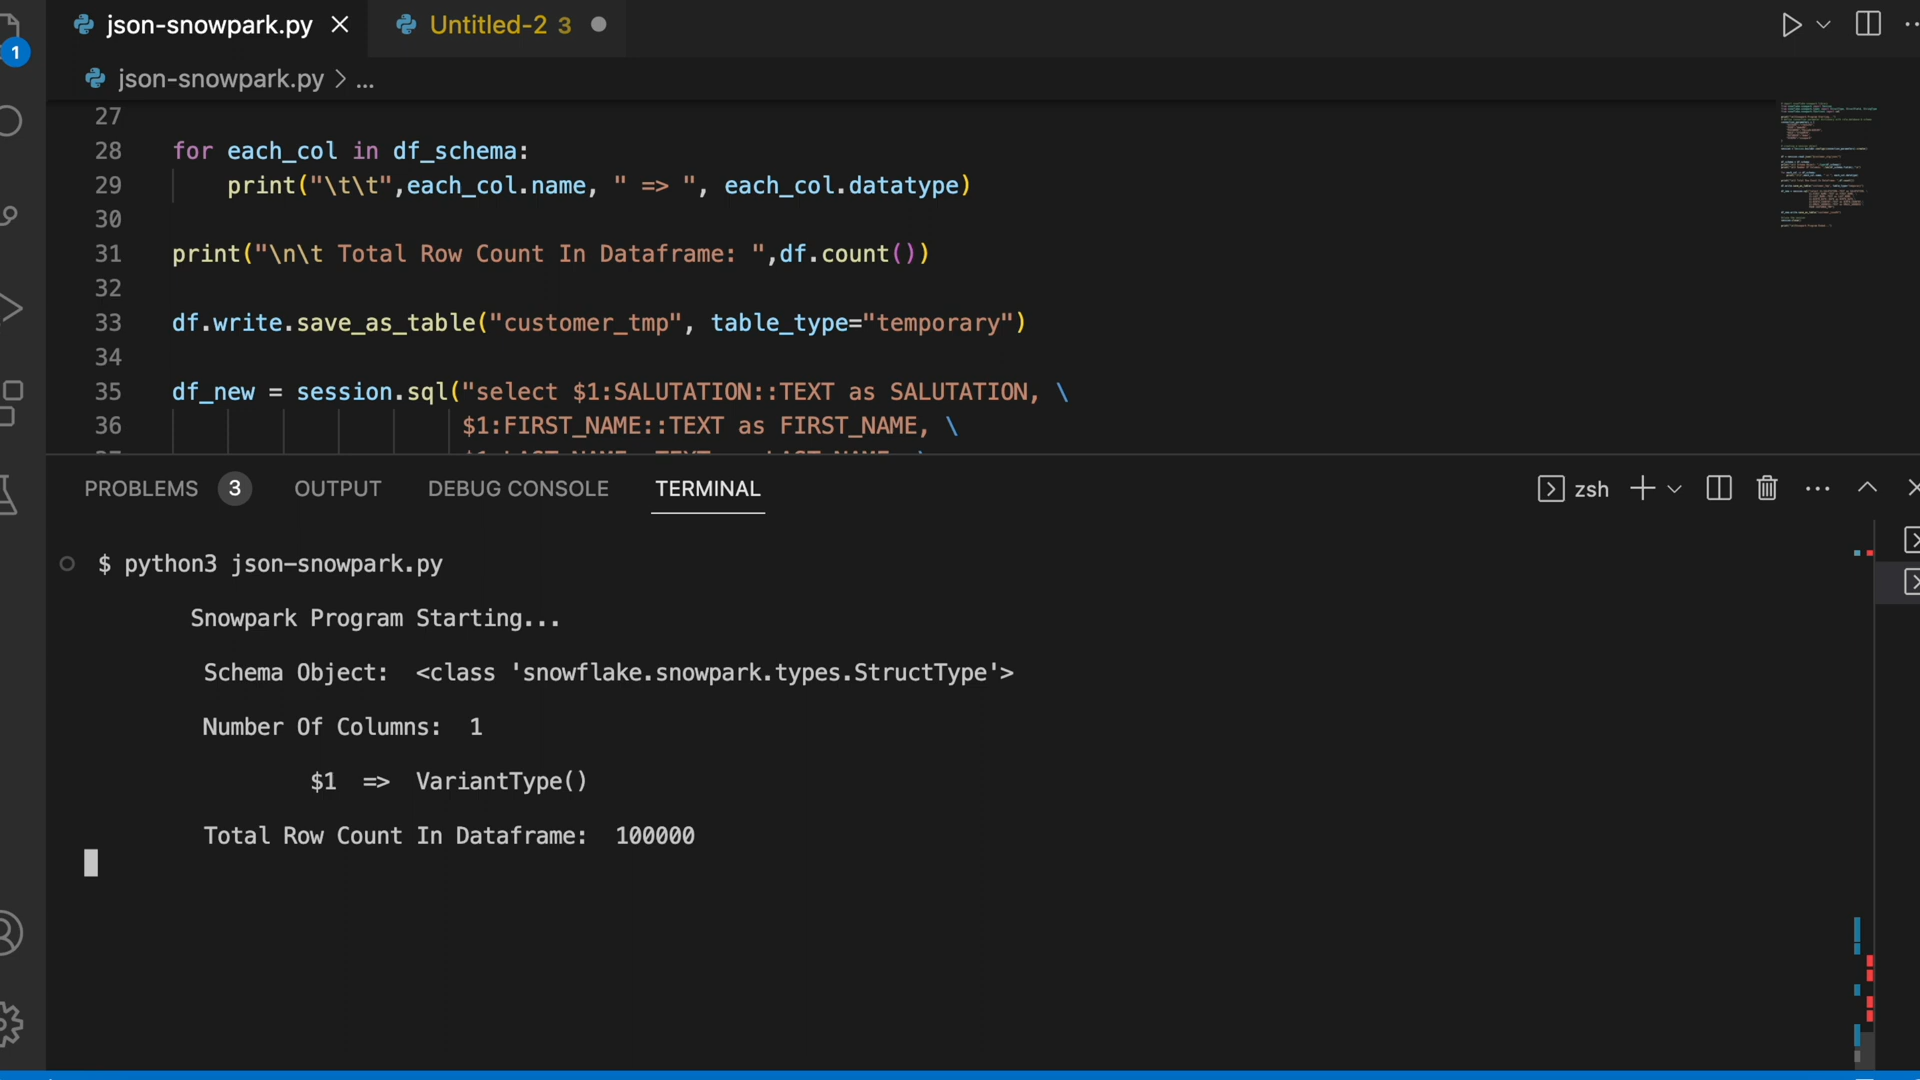 json-snowpark.py
Untitled-2 3
1
json-snowpark.py > ...
27
28 for each_col in df_schema:
29 print("\t\t",each_col.name, " => ", each_col.datatype)
30
31 print("\n\t Total Row Count In Dataframe: ",df.count())
32
33 df.write.save_as_table("customer_tmp", table_type="temporary")
34
35 df_new = session.sql("select $1:SALUTATION::TEXT as SALUTATION, \
36 $1:FIRST_NAME::TEXT as FIRST_NAME, \
PROBLEMS 3 OUTPUT DEBUG CONSOLE TERMINAL
zsh
$ python3 json-snowpark.py
Snowpark Program Starting...
Schema Object: <class 'snowflake.snowpark.types.StructType'>
Number Of Columns: 1
$1 => VariantType()
Total Row Count In Dataframe: 100000